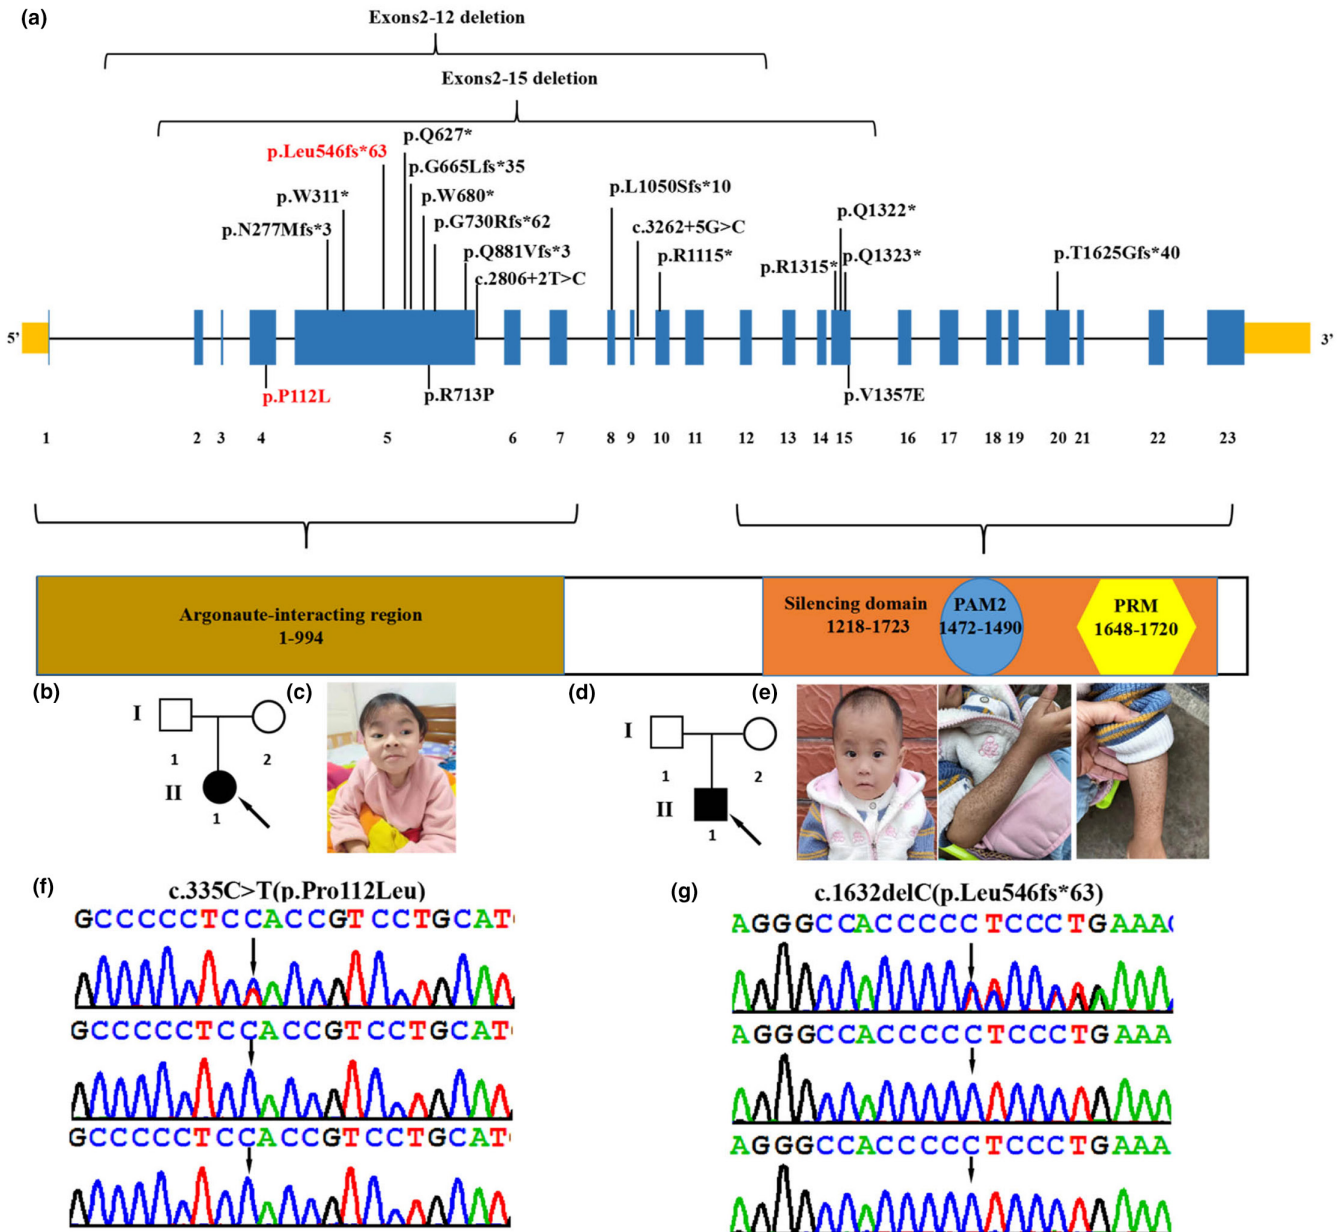 (a)
Exons2-12 deletion
Exons2-15 deletion
p.Leu546fs*63
p.Q627*
p.G665Lfs*35
p.W311*
p.W680*
p.N277Mfs*3
p.G730Rfs*62
p.Q881Vfs*3
c.2806+2T>C
p.L1050Sfs*10
c.3262+5G>C
p.R1115*
p.Q1322*
p.R1315*
p.Q1323*
p.T1625Gfs*40
5’
3’
p.P112L
p.R713P
p.V1357E
1 2 3 4 5 6 7 8 9 10 11 12 13 14 15 16 17 18 19 20 21 22 23
Argonaute-interacting region
1-994
Silencing domain
1218-1723
PAM2
1472-1490
PRM
1648-1720
(b)
I
1 2
II
1
(c)
(d)
I
1 2
II
1
(e)
(f)
c.335C>T(p.Pro112Leu)
GCCCCCTCCACCGTCCTGCAT
GCCCCCTCCACCGTCCTGCAT
GCCCCCTCCACCGTCCTGCAT
(g)
c.1632delC(p.Leu546fs*63)
AGGGCCACCCCCTCCCTGAAAC
AGGGCCACCCCCTCCCTGAAA
AGGGCCACCCCCTCCCTGAAA